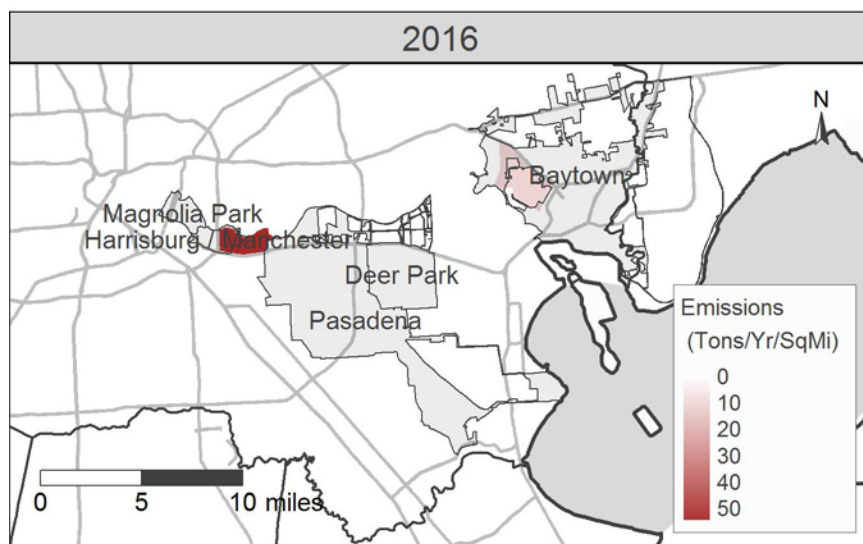 2016
N
Baytown
Magnolia Park
Harrisburg
Manchester
Deer Park
Pasadena
Emissions
(Tons/Yr/SqMi)
0
10
20
30
40
50
0 5 10 miles